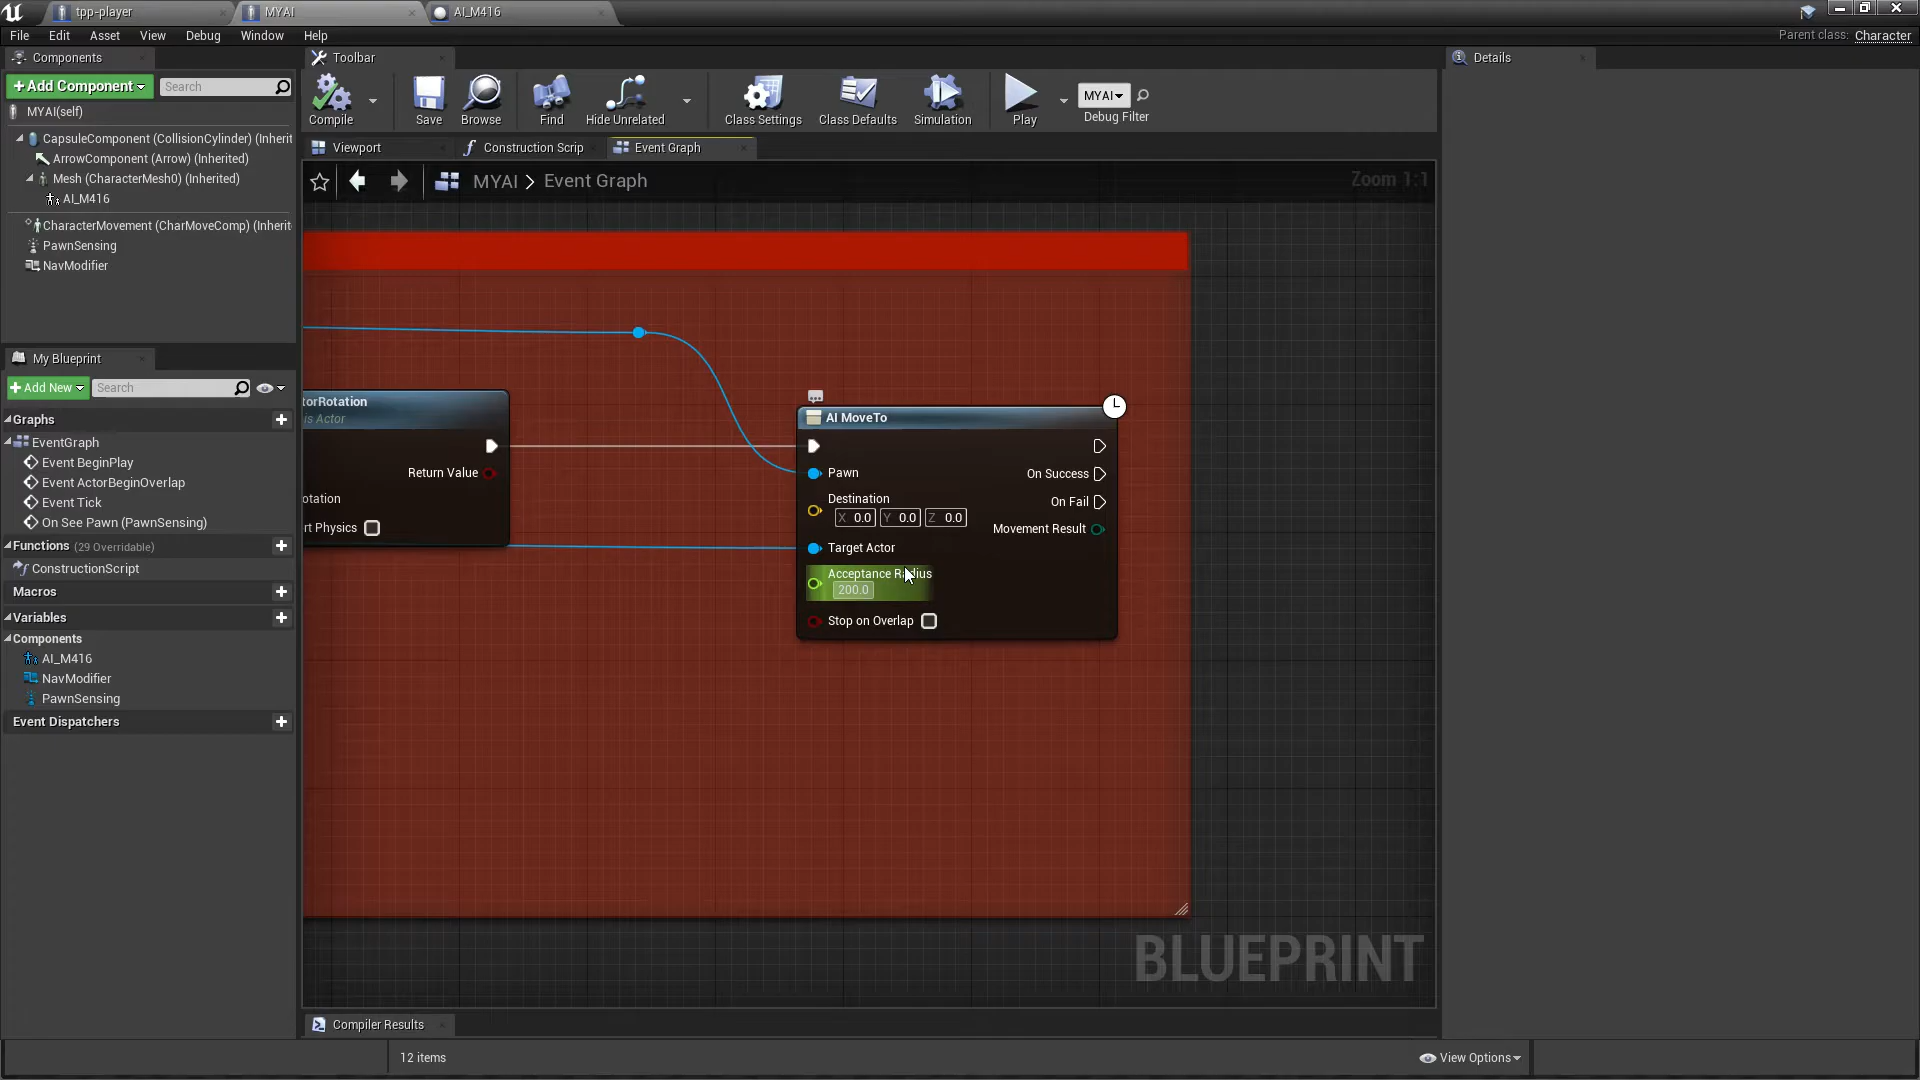 tpp-player
MYAI
AI_M416
File
Edit
Asset
View
Debug
Window
Help
Parent class: Character
Components
Toolbar
Details
+Add Component
Search
MYAI(self)
CapsuleComponent (CollisionCylinder) (Inherit
ArrowComponent (Arrow) (Inherited)
Mesh (CharacterMesh0) (Inherited)
AI_M416
CharacterMovement (CharMoveComp) (Inherit
PawnSensing
NavModifier
Compile
Save
Browse
Find
Hide Unrelated
Class Settings
Class Defaults
Simulation
Play
MYAI
Debug Filter
Viewport
Construction Scrip
Event Graph
MYAI > Event Graph
Zoom 1:1
My Blueprint
+Add New
Search
Graphs
EventGraph
Event BeginPlay
Event ActorBeginOverlap
Event Tick
On See Pawn (PawnSensing)
Functions (29 Overridable)
ConstructionScript
Macros
Variables
Components
AI_M416
NavModifier
PawnSensing
Event Dispatchers
torRotation
is Actor
Return Value
otation
rt Physics
AI MoveTo
Pawn
Destination
X 0.0 Y 0.0 Z 0.0
Target Actor
Acceptance Radius
200.0
Stop on Overlap
On Success
On Fail
Movement Result
BLUEPRINT
Compiler Results
12 items
View Options